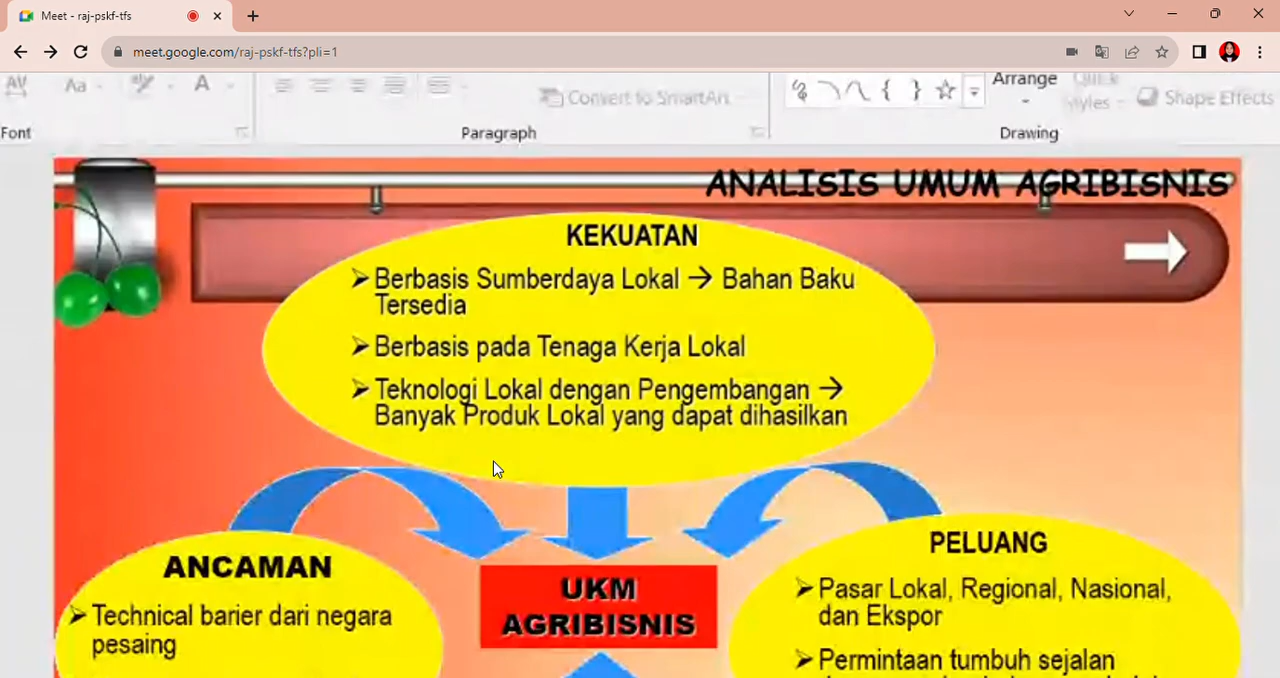 Meet - raj-pskf-tfs
meet.google.com/raj-pskf-tfs?pli=1
AV Aa A
Convert to SmartArt
Arrange
Quick
Styles
Shape Effects
Font
Paragraph
Drawing
ANALISIS UMUM AGRIBISNIS
KEKUATAN
➢ Berbasis Sumberdaya Lokal → Bahan Baku
Tersedia
➢ Berbasis pada Tenaga Kerja Lokal
➢ Teknologi Lokal dengan Pengembangan →
Banyak Produk Lokal yang dapat dihasilkan
ANCAMAN
➢ Technical barier dari negara
pesaing
UKM
AGRIBISNIS
PELUANG
➢ Pasar Lokal, Regional, Nasional,
dan Ekspor
➢ Permintaan tumbuh sejalan